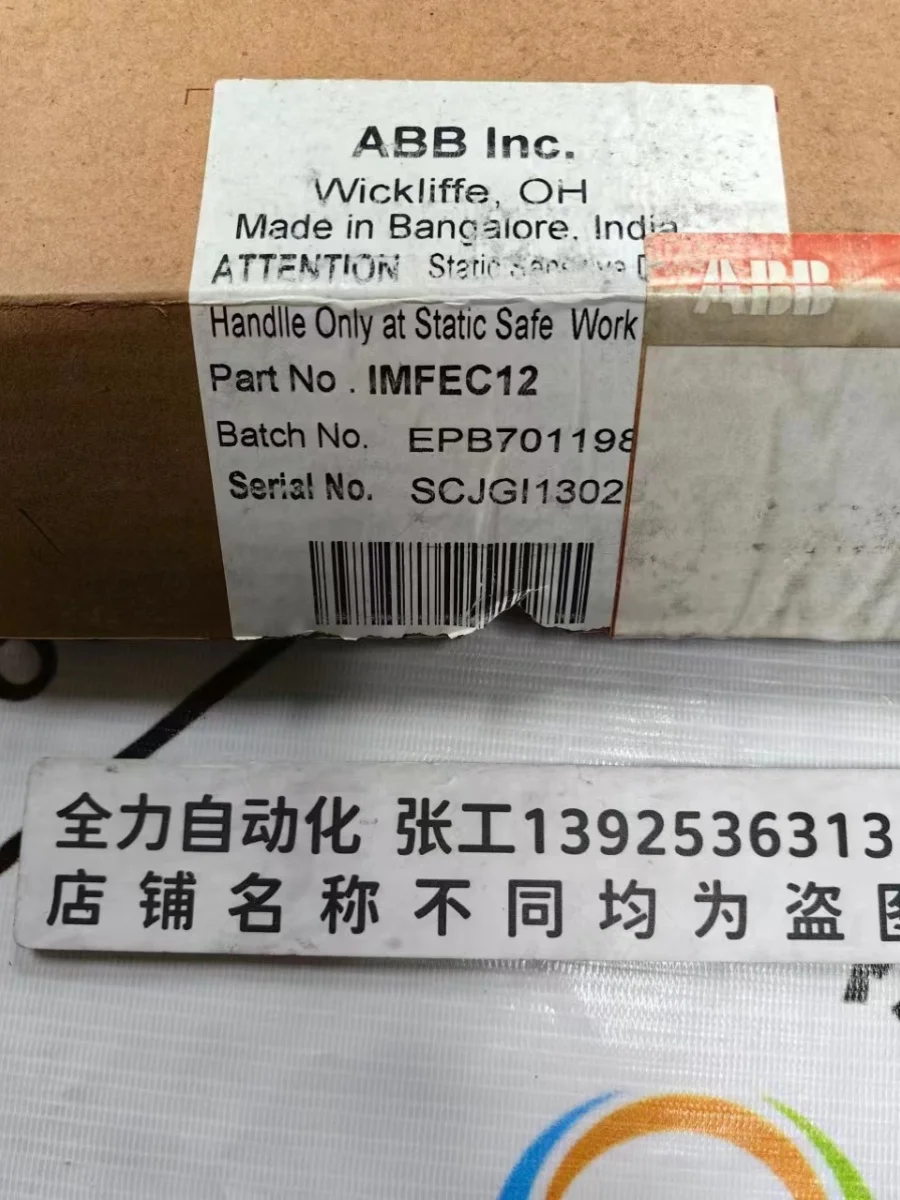 ABB Inc.
Wickliffe, OH
Made in Bangalore, India
ATTENTION Static
ABB
Handlle Only at Static Safe Work
Part No . IMFEC12
Batch No. EPB701198
Serial No. SCJGI1302
全力自动化 张工1392536313
店铺名称不同均为盗